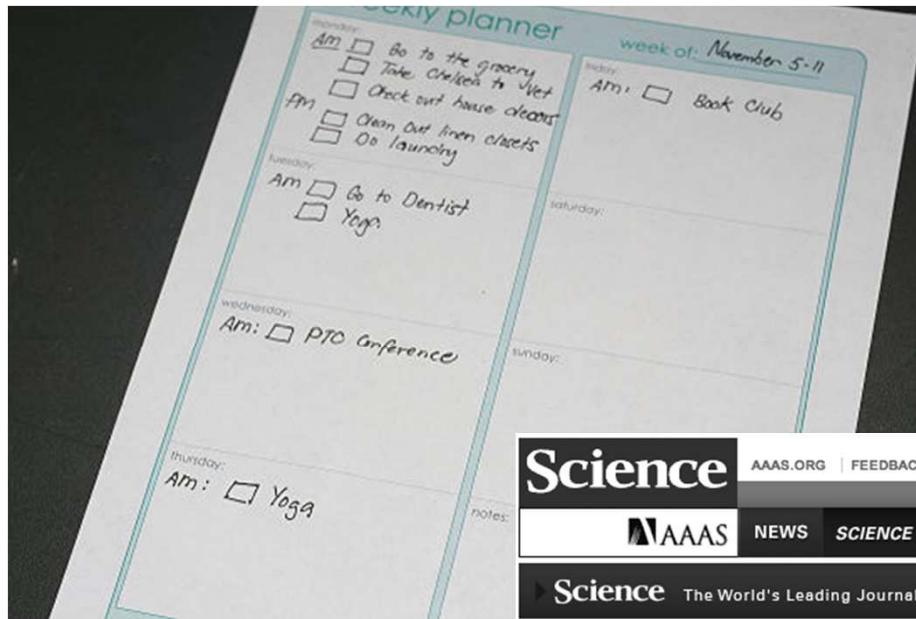 weekly planner
week of: November 5-11
monday:
AM Go to the grocery
Take Chelsea to Vet
Check out house decors
PM Clean out linen closets
Do laundry
tuesday:
AM Go to Dentist
Yoga
wednesday:
Am: PTO Conference
thursday:
AM: Yoga
friday:
AM: Book Club
saturday:
sunday:
notes:
Science
AAAS.ORG | FEEDBAC
AAAS NEWS SCIENCE
Science The World's Leading Journal